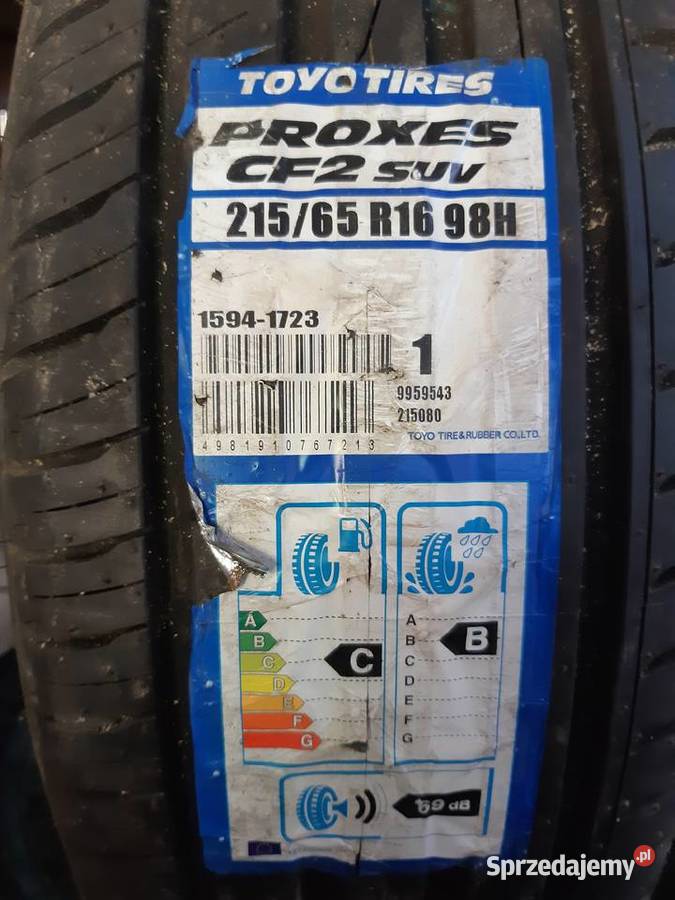 TOYO TIRES
PROXES
CF2 SUV
215/65 R16 98H
1594-1723
1
9959543
215080
4981910767213
TOYO TIRE & RUBBER CO., LTD.
A
B
C
D
E
F
G
C
A
B
C
D
E
F
G
B
69 dB
Sprzedajemy.pl